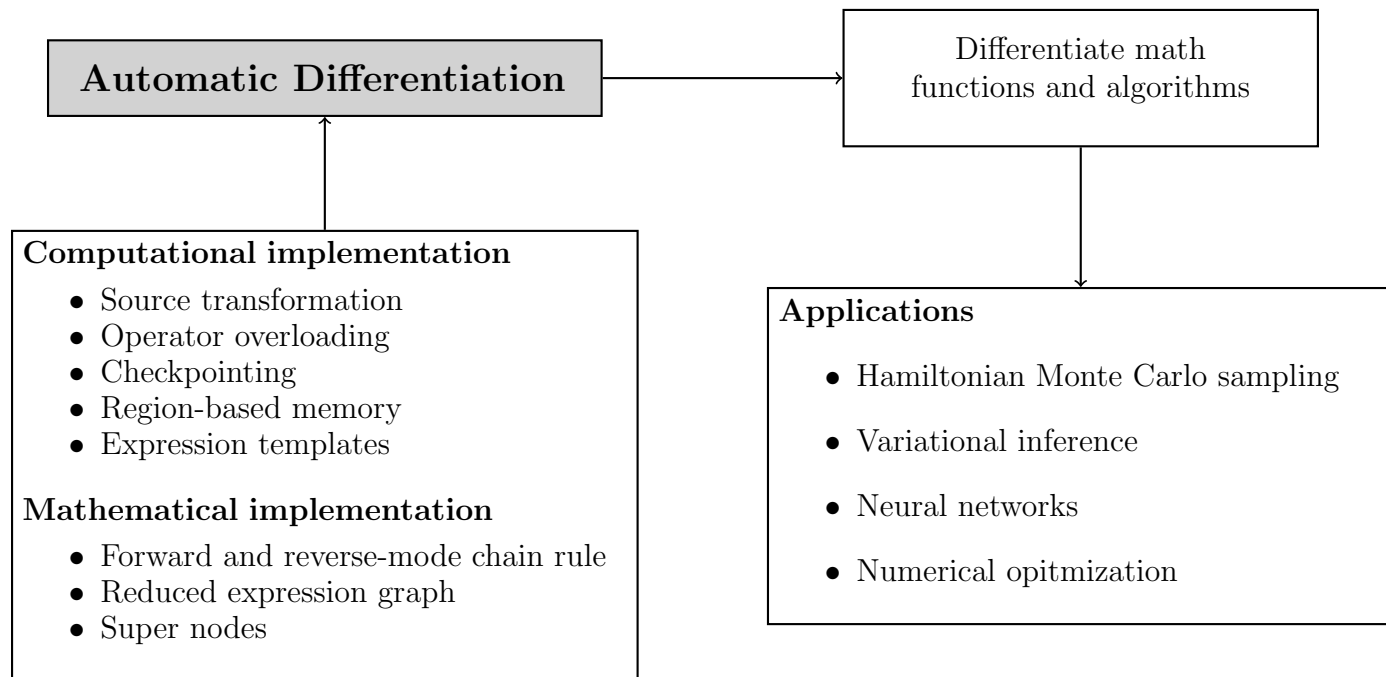 Automatic Differentiation
Differentiate math
functions and algorithms
Computational implementation
• Source transformation
• Operator overloading
• Checkpointing
• Region-based memory
• Expression templates
Mathematical implementation
• Forward and reverse-mode chain rule
• Reduced expression graph
• Super nodes
Applications
• Hamiltonian Monte Carlo sampling
• Variational inference
• Neural networks
• Numerical opitmization